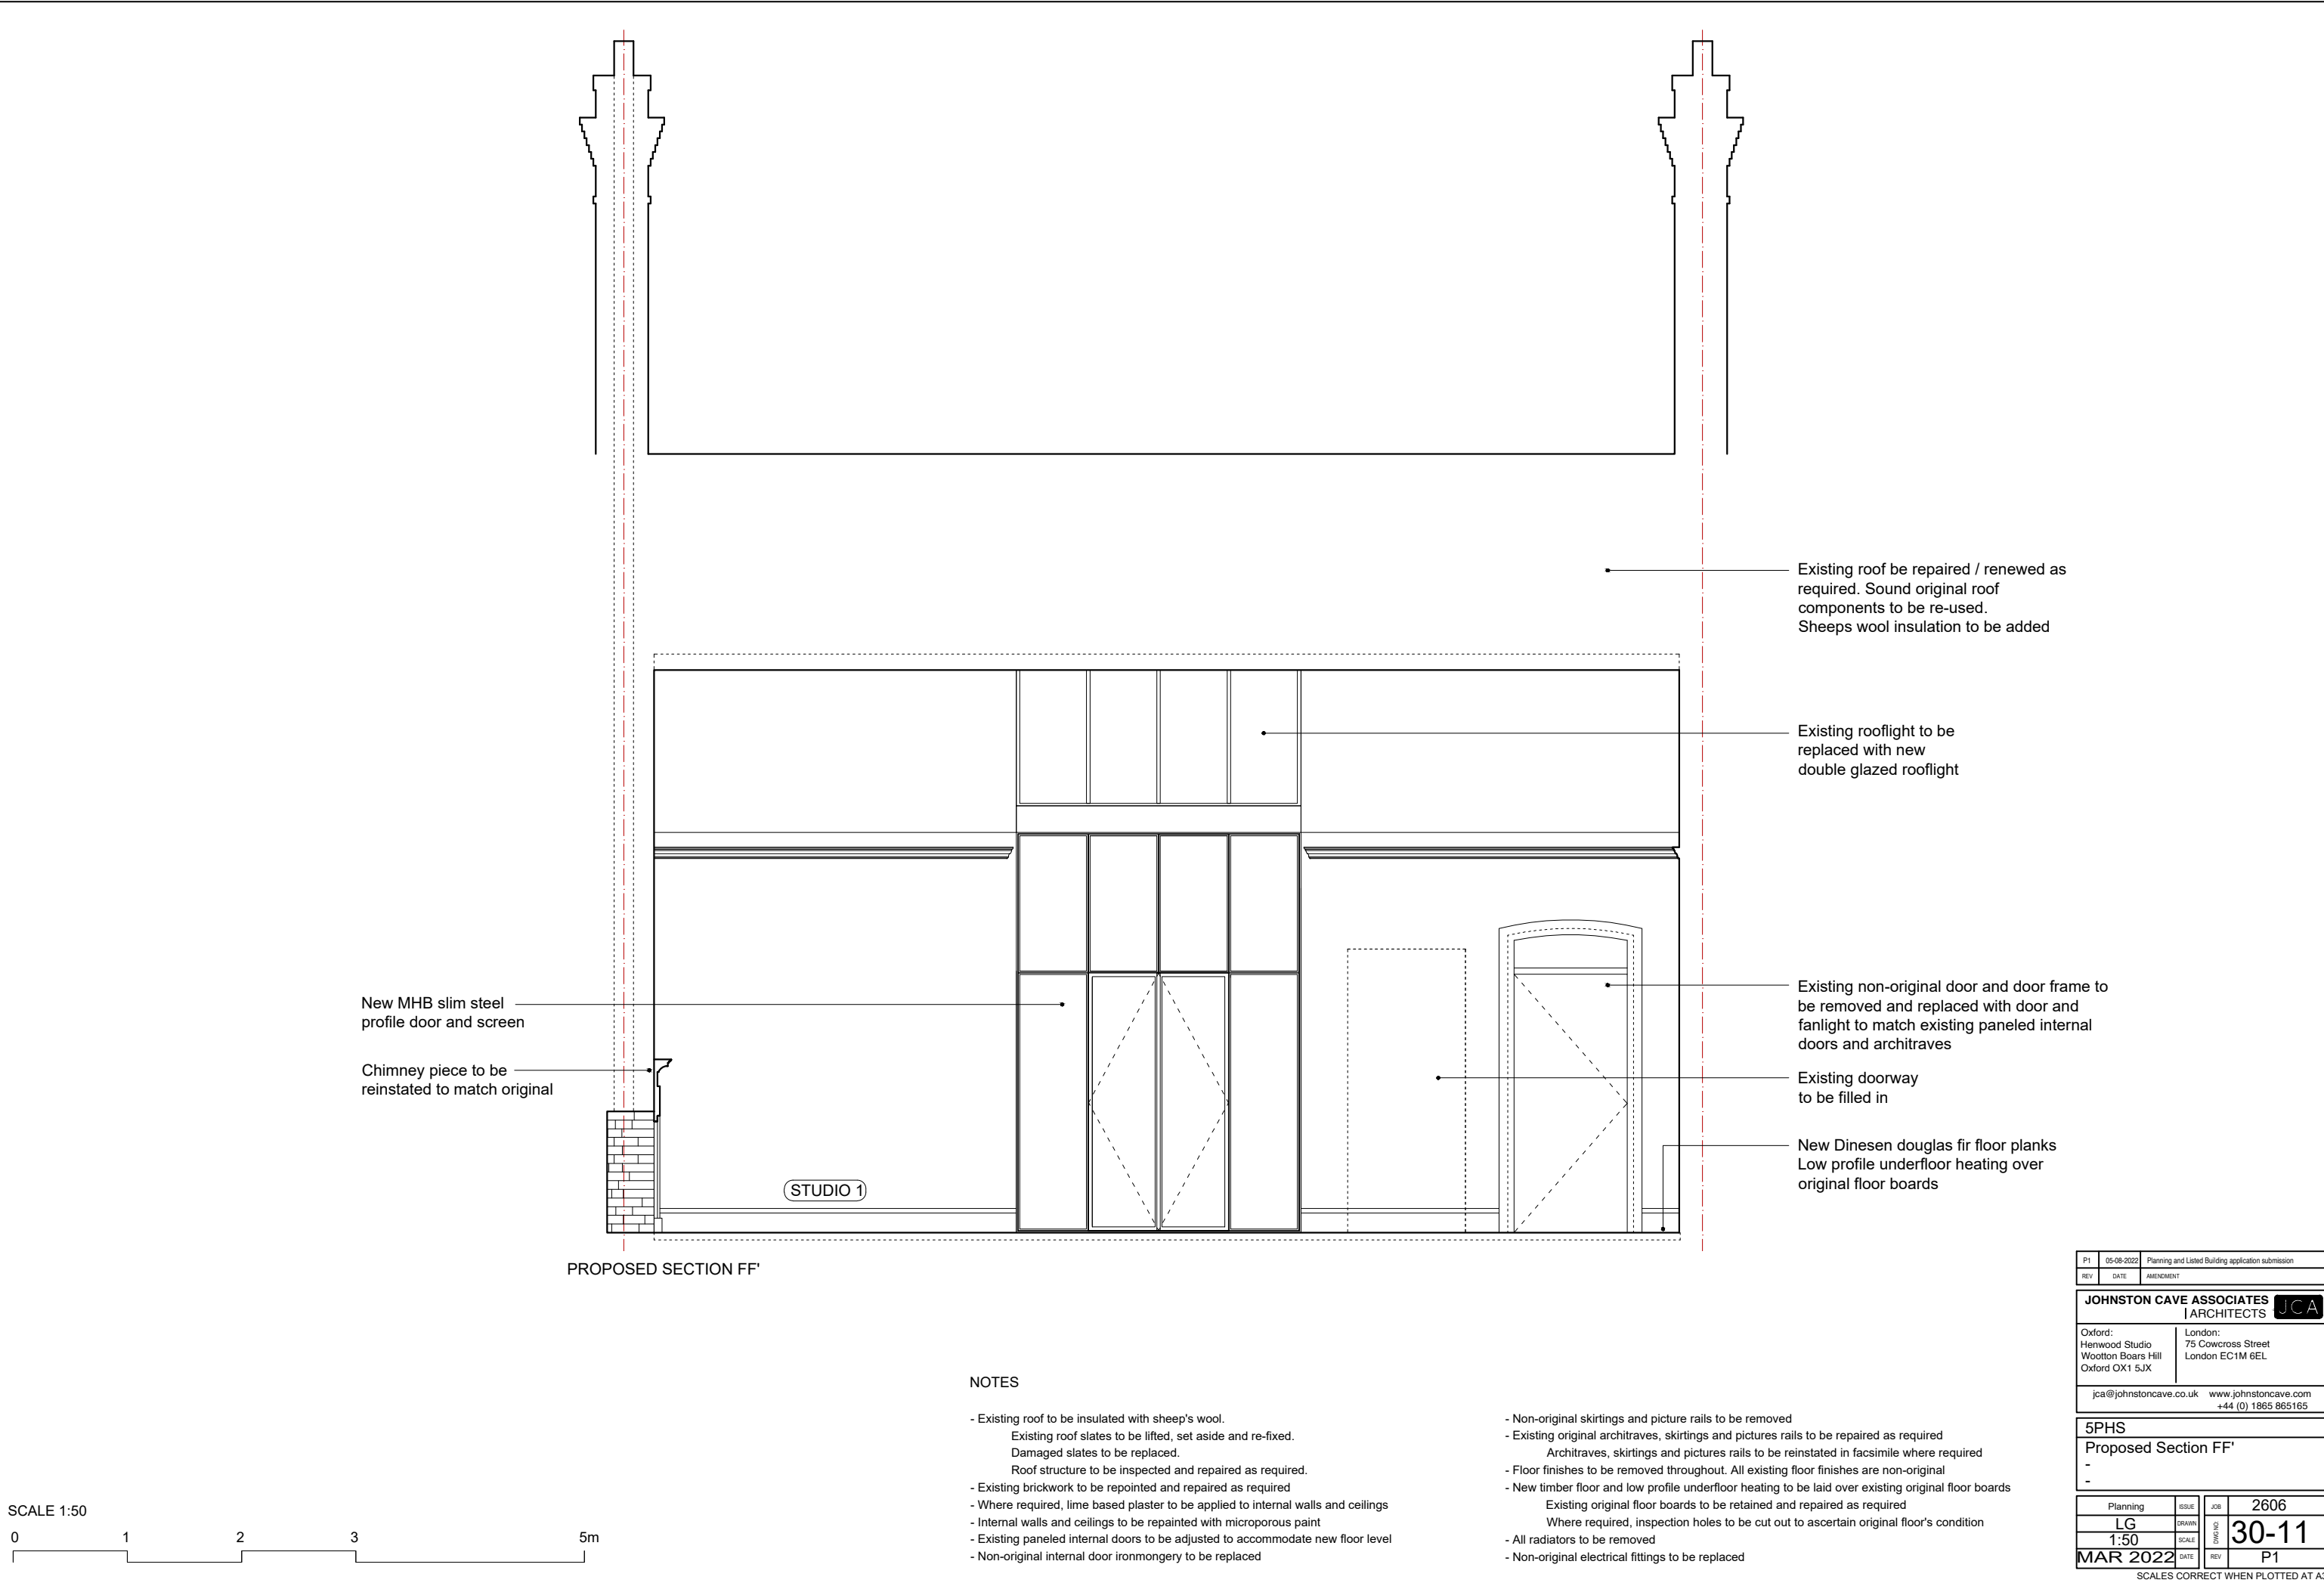 Existing roof be repaired / renewed as
required. Sound original roof
components to be re-used.
Sheeps wool insulation to be added
Existing rooflight to be
replaced with new
double glazed rooflight
New MHB slim steel
profile door and screen
Chimney piece to be
reinstated to match original
Existing non-original door and door frame to
be removed and replaced with door and
fanlight to match existing paneled internal
doors and architraves
Existing doorway
to be filled in
New Dinesen douglas fir floor planks
Low profile underfloor heating over
original floor boards
STUDIO 1
PROPOSED SECTION FF'
NOTES
- Existing roof to be insulated with sheep's wool.
Existing roof slates to be lifted, set aside and re-fixed.
Damaged slates to be replaced.
Roof structure to be inspected and repaired as required.
- Existing brickwork to be repointed and repaired as required
- Where required, lime based plaster to be applied to internal walls and ceilings
- Internal walls and ceilings to be repainted with microporous paint
- Existing paneled internal doors to be adjusted to accommodate new floor level
- Non-original internal door ironmongery to be replaced
- Non-original skirtings and picture rails to be removed
- Existing original architraves, skirtings and pictures rails to be repaired as required
Architraves, skirtings and pictures rails to be reinstated in facsimile where required
- Floor finishes to be removed throughout. All existing floor finishes are non-original
- New timber floor and low profile underfloor heating to be laid over existing original floor boards
Existing original floor boards to be retained and repaired as required
Where required, inspection holes to be cut out to ascertain original floor's condition
- All radiators to be removed
- Non-original electrical fittings to be replaced
SCALE 1:50
0 1 2 3 5m
P1 05-08-2022 Planning and Listed Building application submission
REV DATE AMENDMENT
JOHNSTON CAVE ASSOCIATES
ARCHITECTS
JCA
Oxford:
Henwood Studio
Wootton Boars Hill
Oxford OX1 5JX
London:
75 Cowcross Street
London EC1M 6EL
jca@johnstoncave.co.uk www.johnstoncave.com
+44 (0) 1865 865165
5PHS
Proposed Section FF'
-
-
Planning ISSUE JOB 2606
LG DRAWN DWG NO: 30-11
1:50 SCALE
MAR 2022 DATE REV P1
SCALES CORRECT WHEN PLOTTED AT